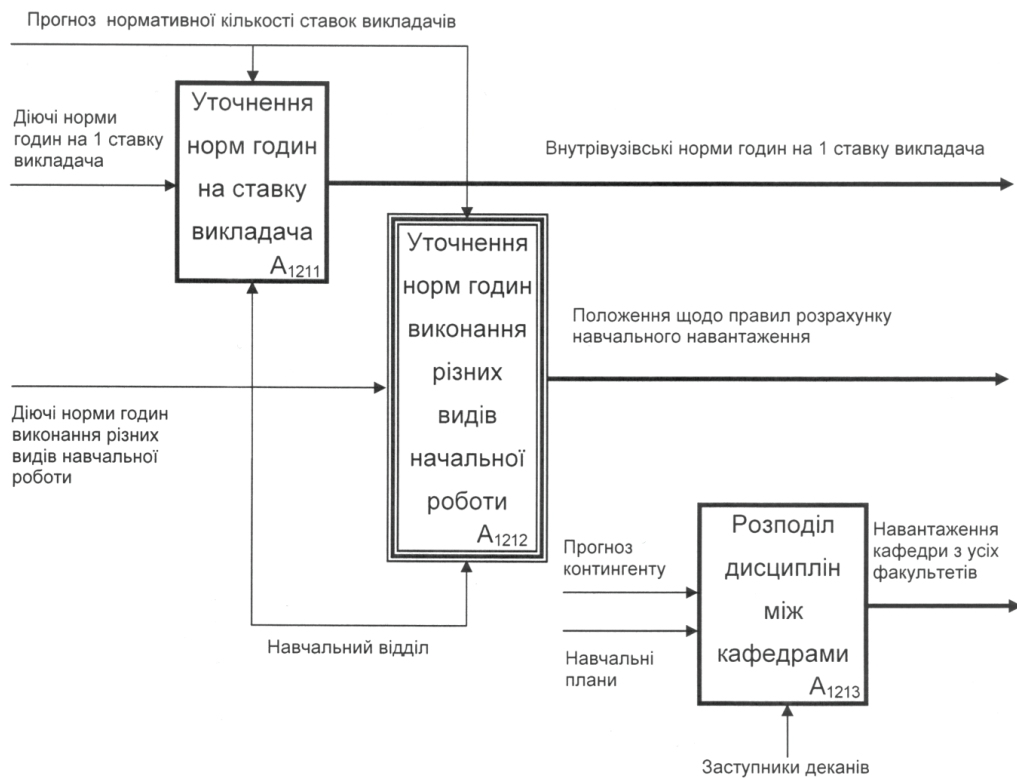 Прогноз нормативної кількості ставок викладачів
Діючі норми
годин на 1 ставку
викладача
Уточнення
норм годин
на ставку
викладача
A1211
Внутрівузівські норми годин на 1 ставку викладача
Уточнення
норм годин
виконання
різних
видів
начальної
роботи
A1212
Положення щодо правил розрахунку
навчального навантаження
Діючі норми годин
виконання різних
видів навчальної
роботи
Навчальний відділ
Прогноз
контингенту
Навчальні
плани
Розподіл
дисциплін
між
кафедрами
A1213
Навантаження
кафедри з усіх
факультетів
Заступники деканів